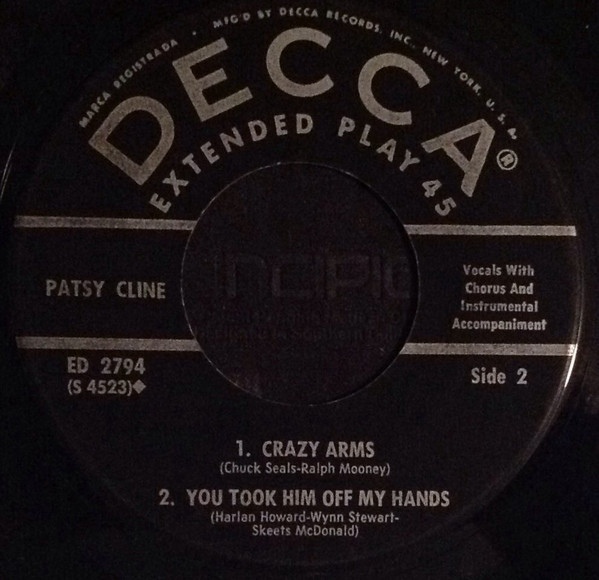 MARCA REGISTRADA • MFG'D BY DECCA RECORDS, INC., NEW YORK, U. S. A.
DECCA®
EXTENDED PLAY 45
PATSY CLINE
Vocals With
Chorus And
Instrumental
Accompaniment
ED 2794
(S 4523)◆
Side 2
1. CRAZY ARMS
(Chuck Seals-Ralph Mooney)
2. YOU TOOK HIM OFF MY HANDS
(Harlan Howard-Wynn Stewart-
Skeets McDonald)